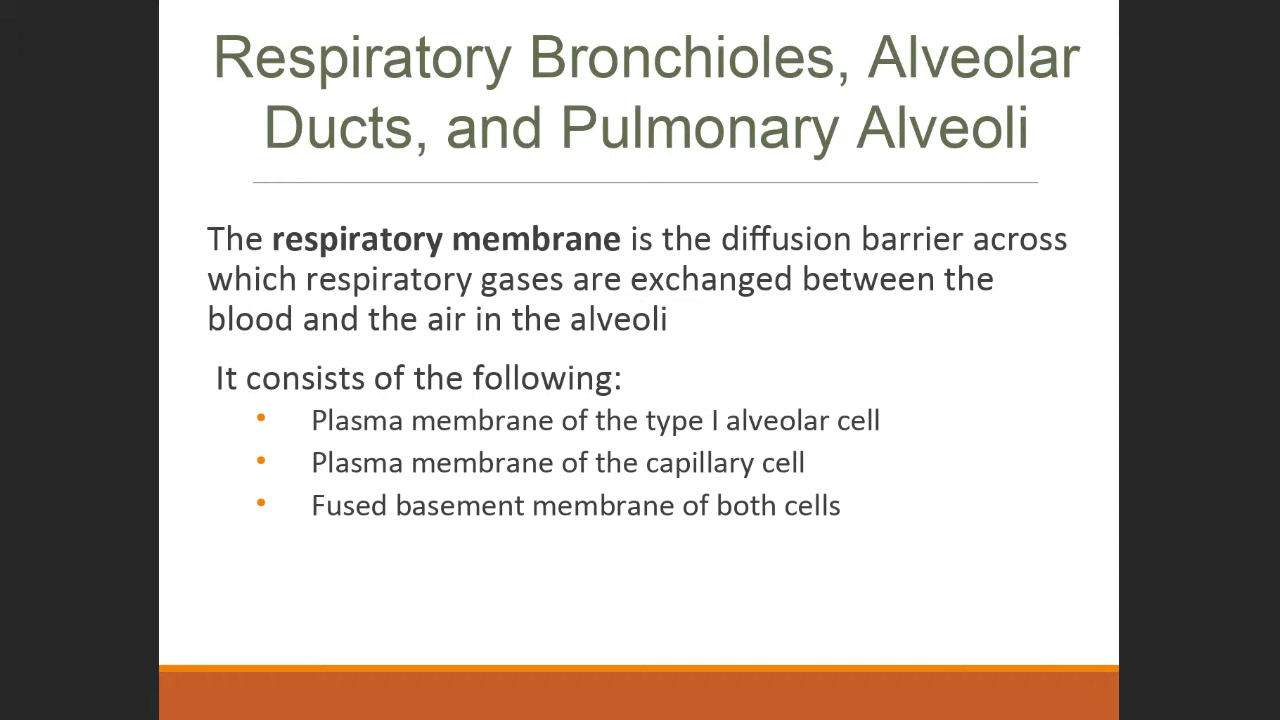 Respiratory Bronchioles, Alveolar
Ducts, and Pulmonary Alveoli
The respiratory membrane is the diffusion barrier across
which respiratory gases are exchanged between the
blood and the air in the alveoli
It consists of the following:
• Plasma membrane of the type I alveolar cell
• Plasma membrane of the capillary cell
• Fused basement membrane of both cells